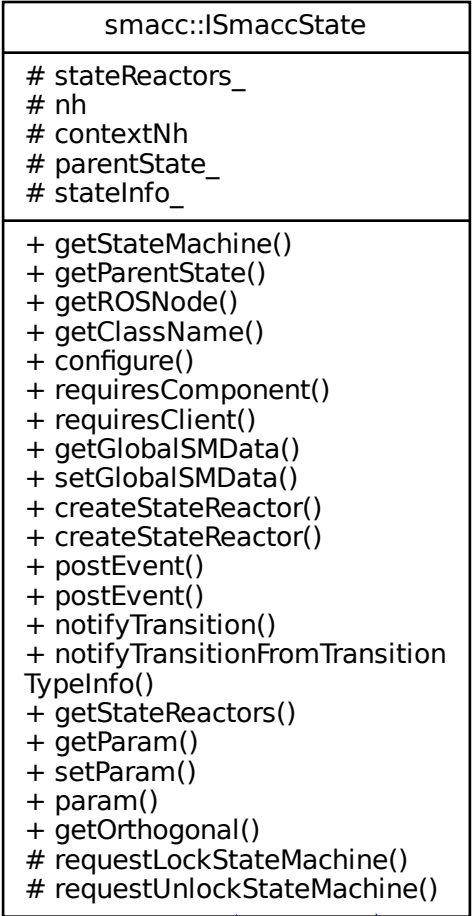 smacc::ISmaccState
# stateReactors_
# nh
# contextNh
# parentState_
# stateInfo_
+ getStateMachine()
+ getParentState()
+ getROSNode()
+ getClassName()
+ configure()
+ requiresComponent()
+ requiresClient()
+ getGlobalSMData()
+ setGlobalSMData()
+ createStateReactor()
+ createStateReactor()
+ postEvent()
+ postEvent()
+ notifyTransition()
+ notifyTransitionFromTransition
TypeInfo()
+ getStateReactors()
+ getParam()
+ setParam()
+ param()
+ getOrthogonal()
# requestLockStateMachine()
# requestUnlockStateMachine()